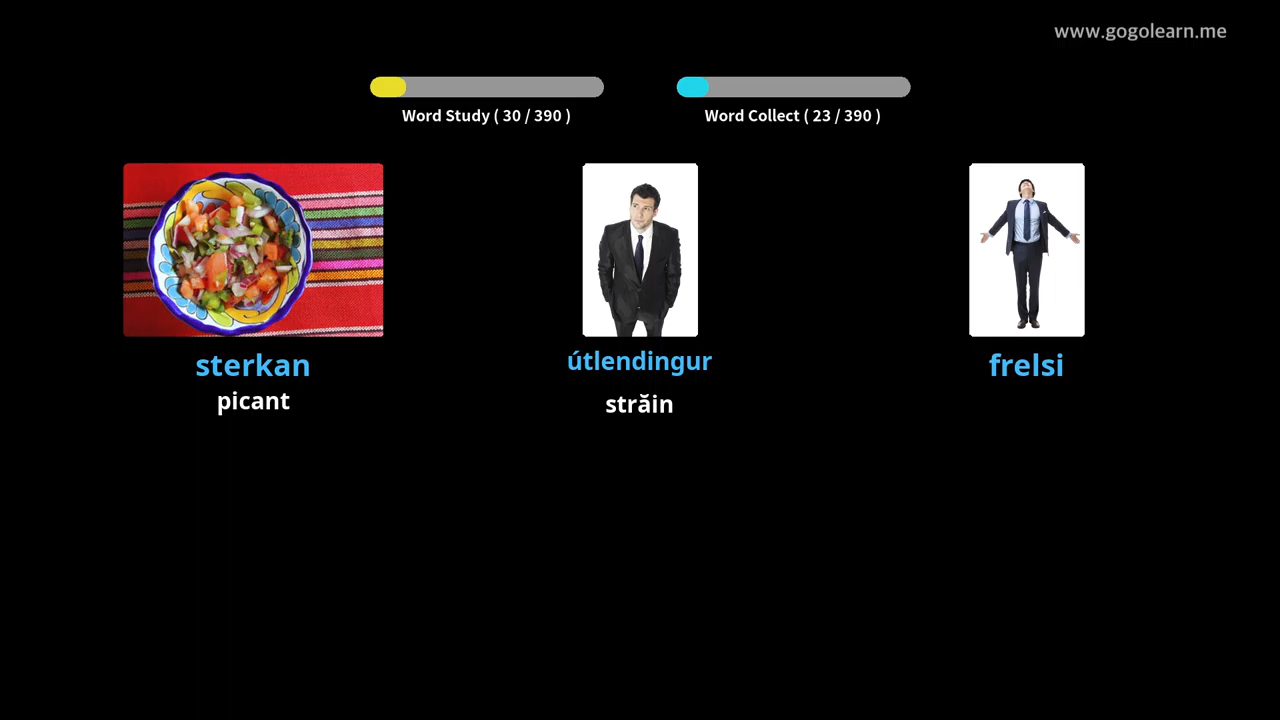 www.gogolearn.me
Word Study ( 30 / 390 )
Word Collect ( 23 / 390 )
sterkan
picant
útlendingur
străin
frelsi